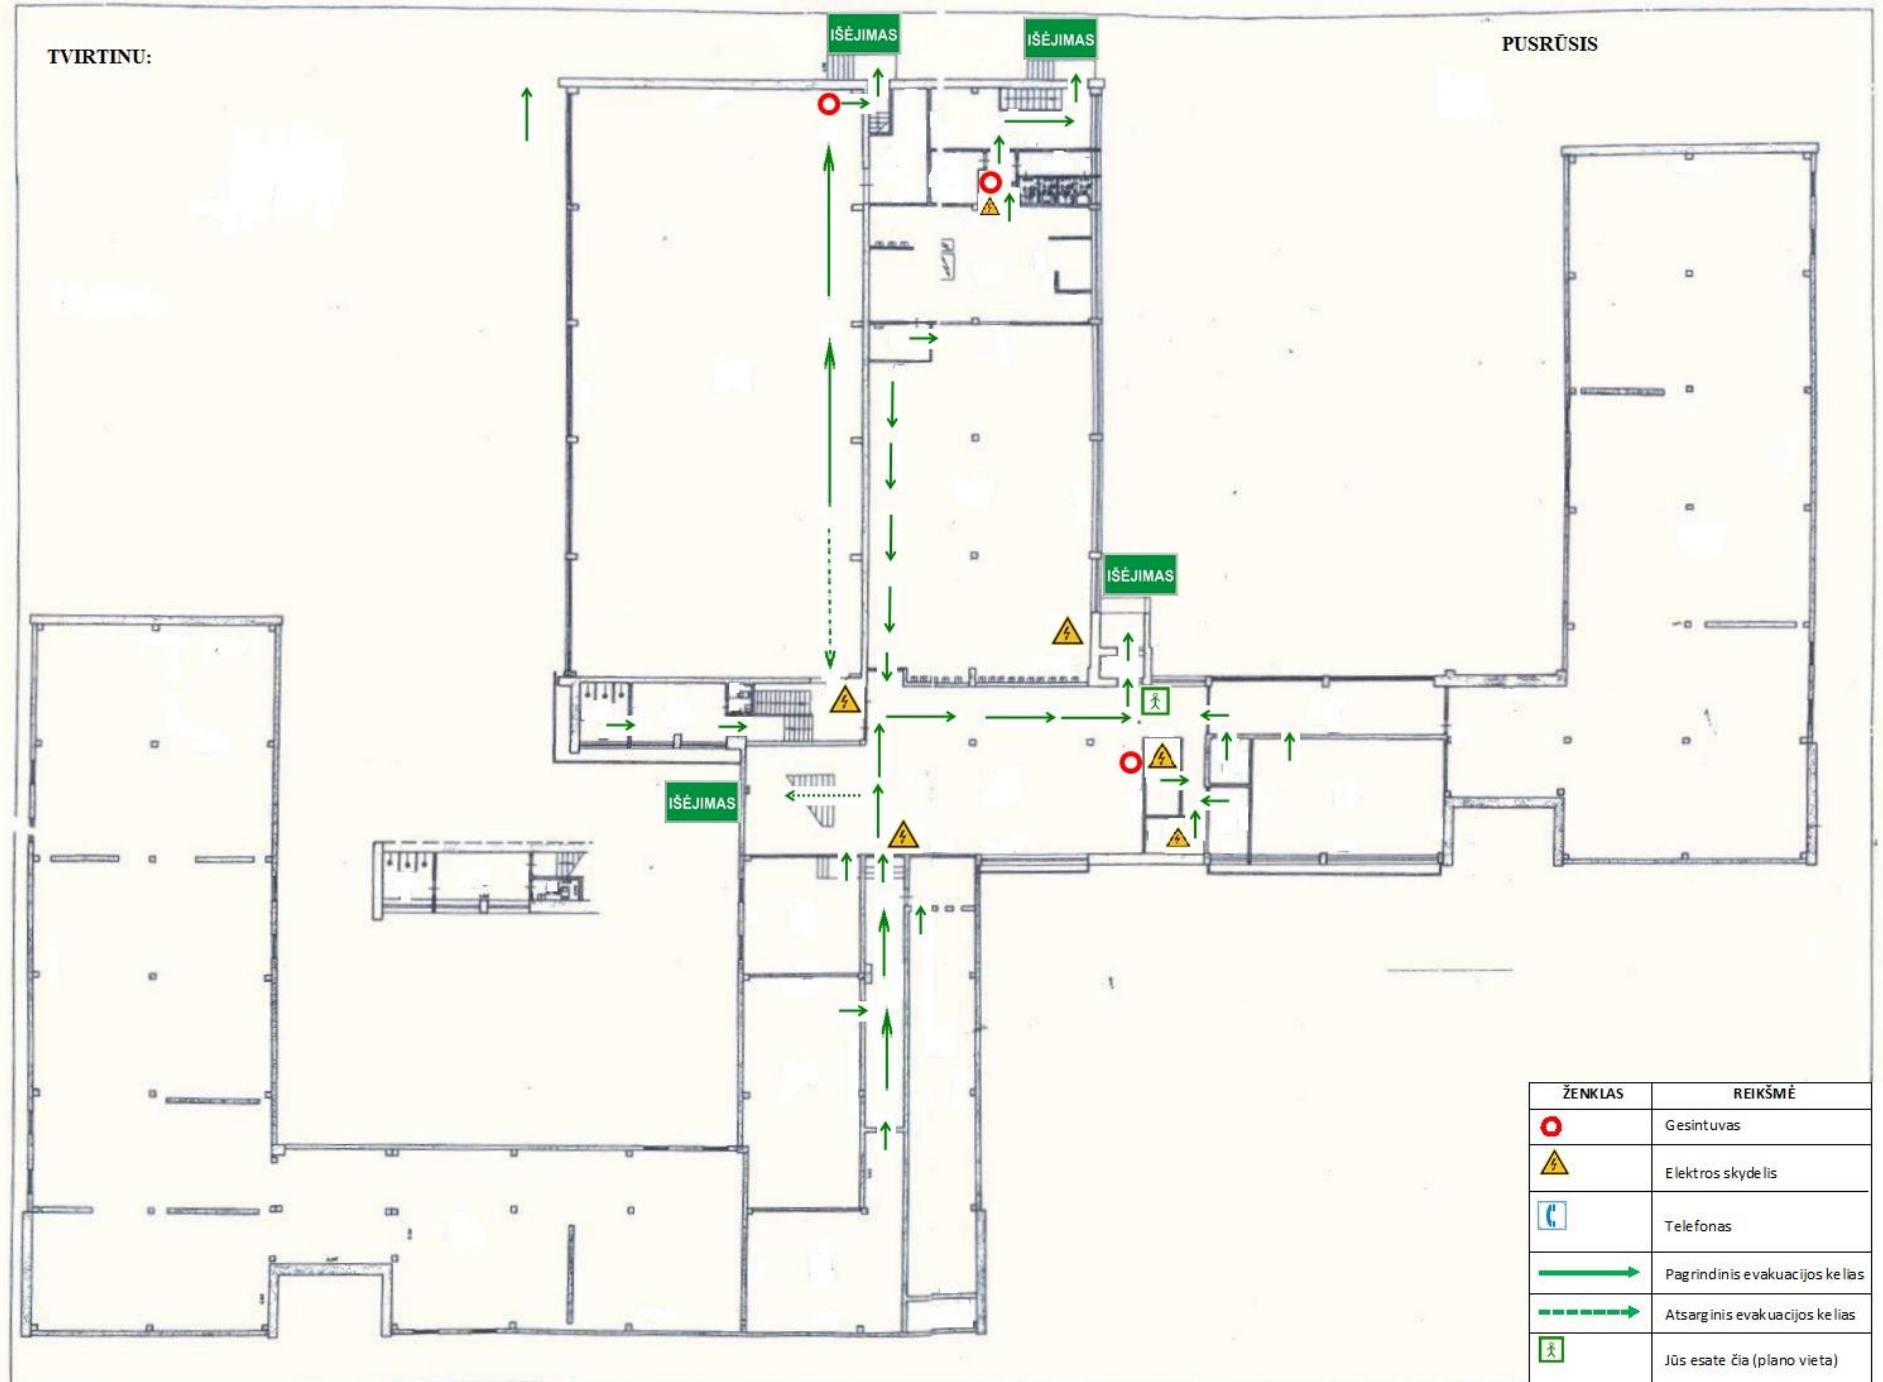 TVIRTINU:
IŠĖJIMAS
IŠĖJIMAS
PUSRŪSIS
IŠĖJIMAS
IŠĖJIMAS
ŽENKLAS REIKŠMĖ
Gesintuvas
Elektros skydelis
Telefonas
Pagrindinis evakuacijos kelias
Atsarginis evakuacijos kelias
Jūs esate čia (plano vieta)